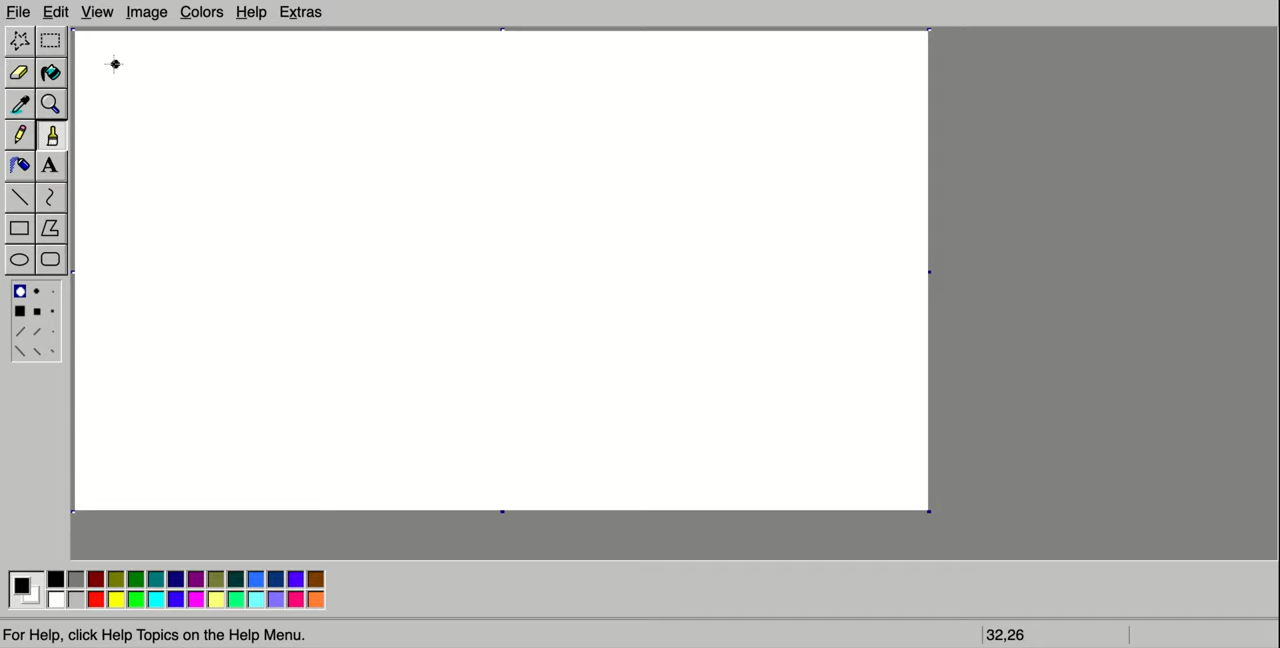 File Edit View Image Colors Help Extras
A
For Help, click Help Topics on the Help Menu. 32,26